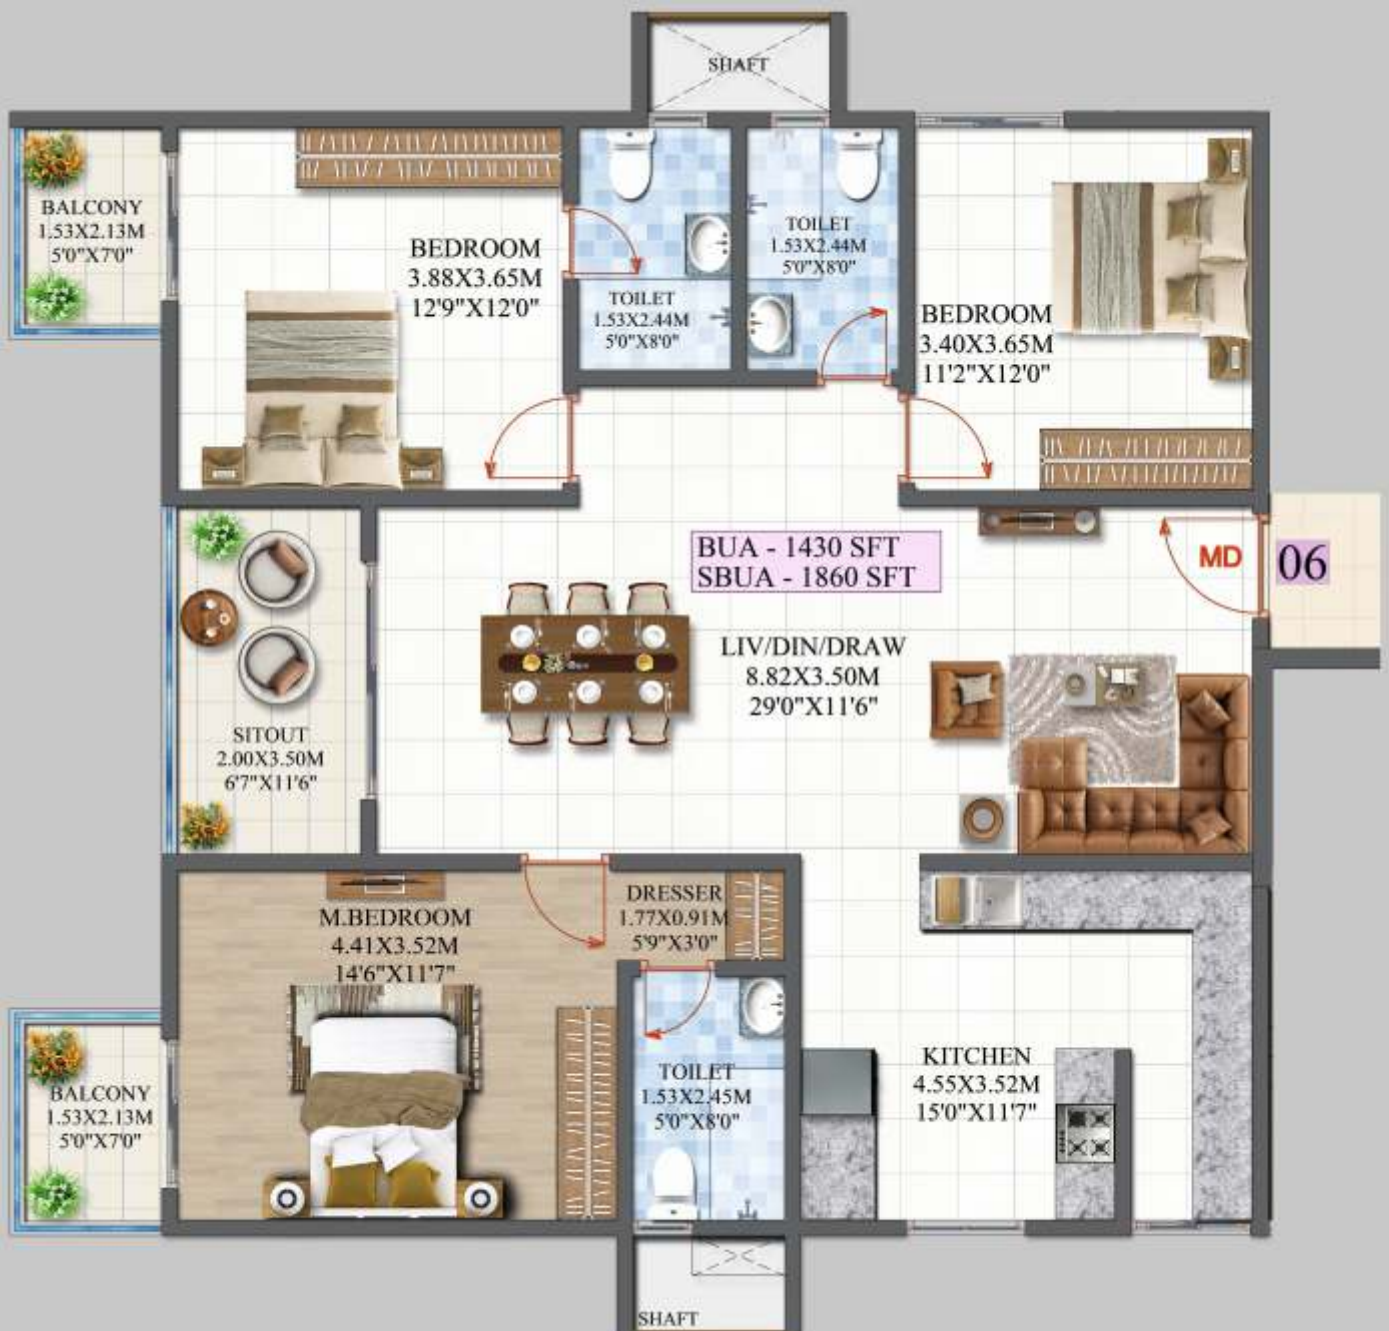 SHAFT
BALCONY
1.53X2.13M
5'0"X7'0"
BEDROOM
3.88X3.65M
12'9"X12'0"
TOILET
1.53X2.44M
5'0"X8'0"
TOILET
1.53X2.44M
5'0"X8'0"
BEDROOM
3.40X3.65M
11'2"X12'0"
BUA - 1430 SFT
SBUA - 1860 SFT
MD
06
LIV/DIN/DRAW
8.82X3.50M
29'0"X11'6"
SITOUT
2.00X3.50M
6'7"X11'6"
M.BEDROOM
4.41X3.52M
14'6"X11'7"
DRESSER
1.77X0.91M
5'9"X3'0"
BALCONY
1.53X2.13M
5'0"X7'0"
TOILET
1.53X2.45M
5'0"X8'0"
KITCHEN
4.55X3.52M
15'0"X11'7"
SHAFT